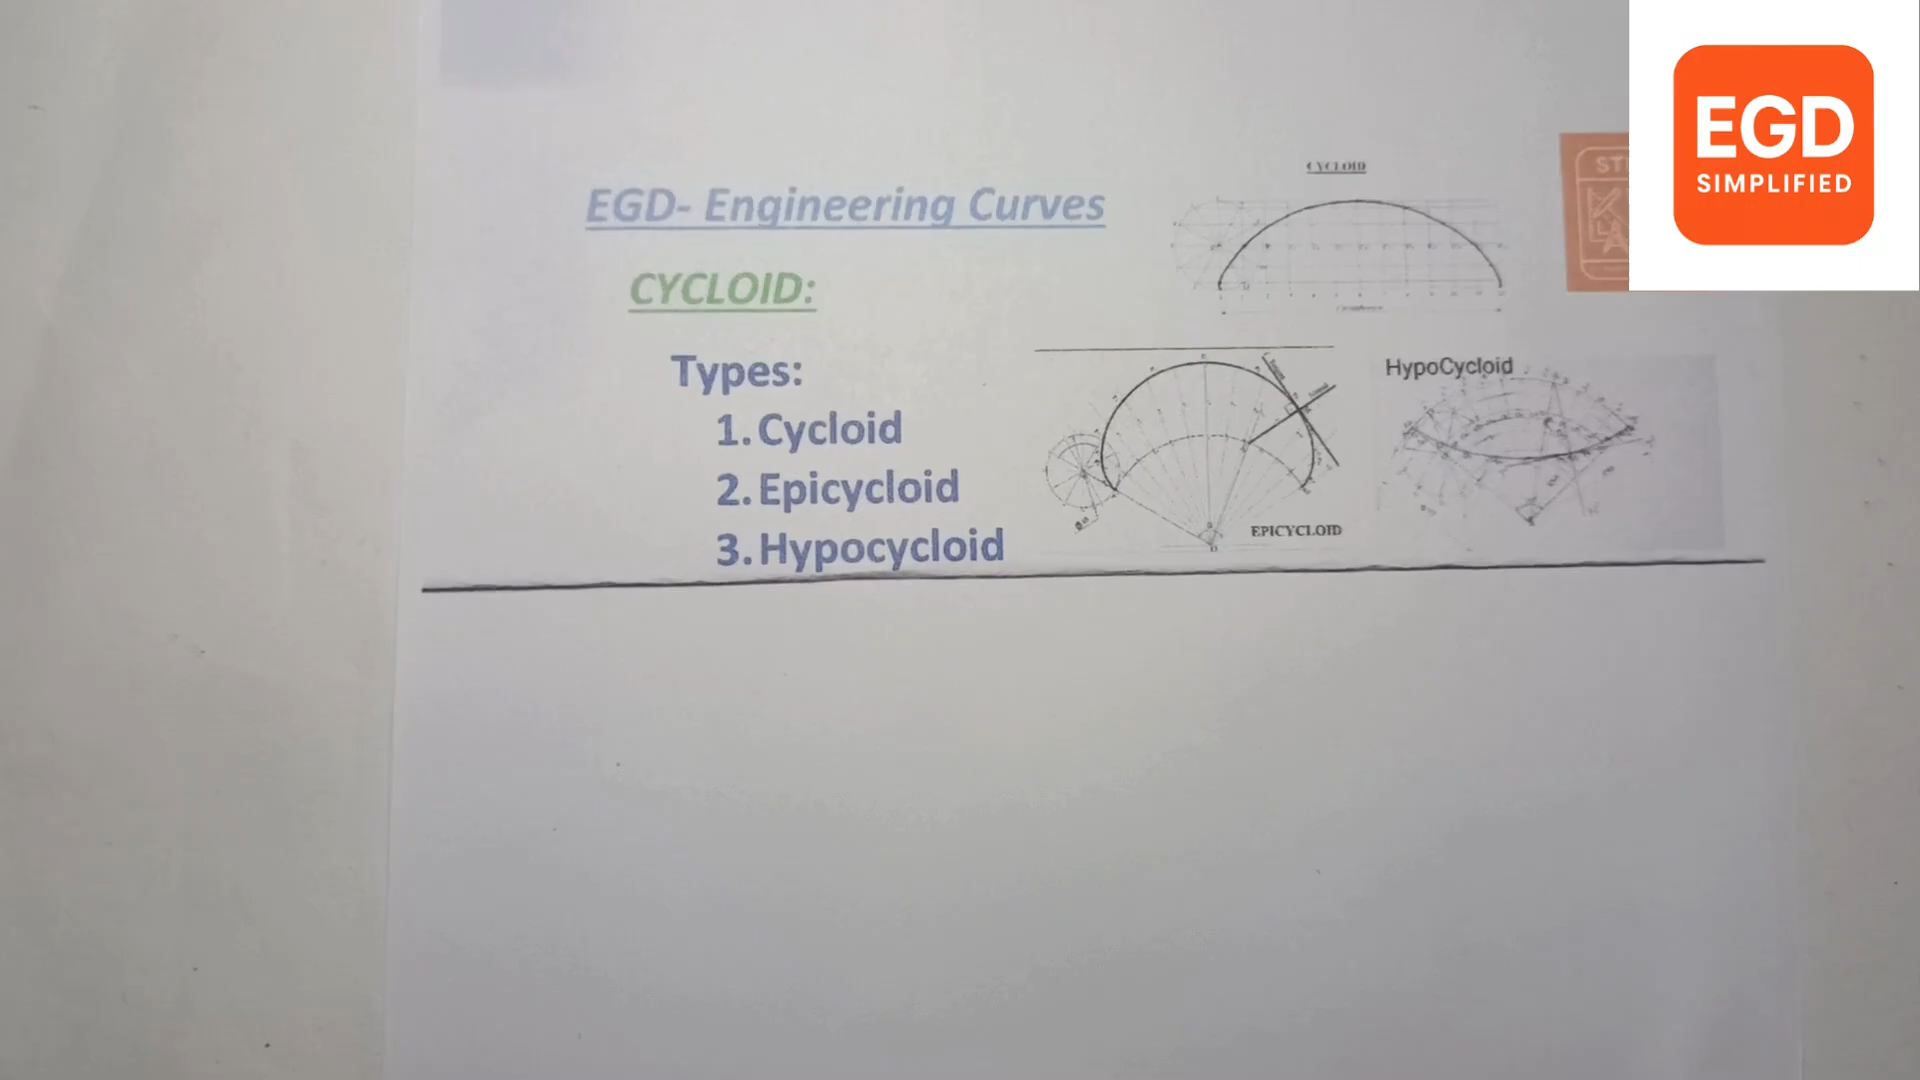 EGD
SIMPLIFIED
CYCLOID
EGD- Engineering Curves
CYCLOID:
Types:
1. Cycloid
2. Epicycloid
3. Hypocycloid
EPICYCLOID
HypoCycloid